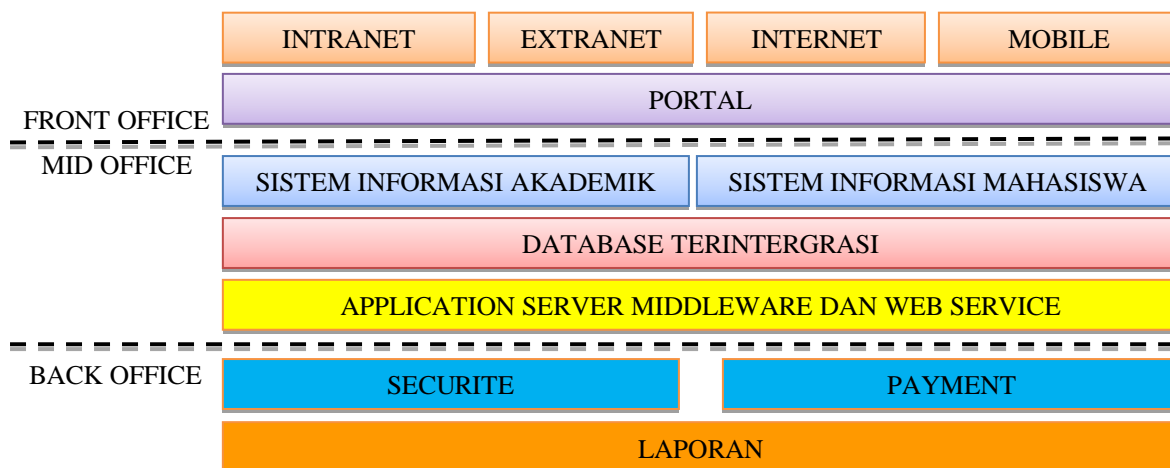 INTRANET
EXTRANET
INTERNET
MOBILE
PORTAL
FRONT OFFICE
MID OFFICE
SISTEM INFORMASI AKADEMIK
SISTEM INFORMASI MAHASISWA
DATABASE TERINTERGRASI
APPLICATION SERVER MIDDLEWARE DAN WEB SERVICE
BACK OFFICE
SECURITE
PAYMENT
LAPORAN